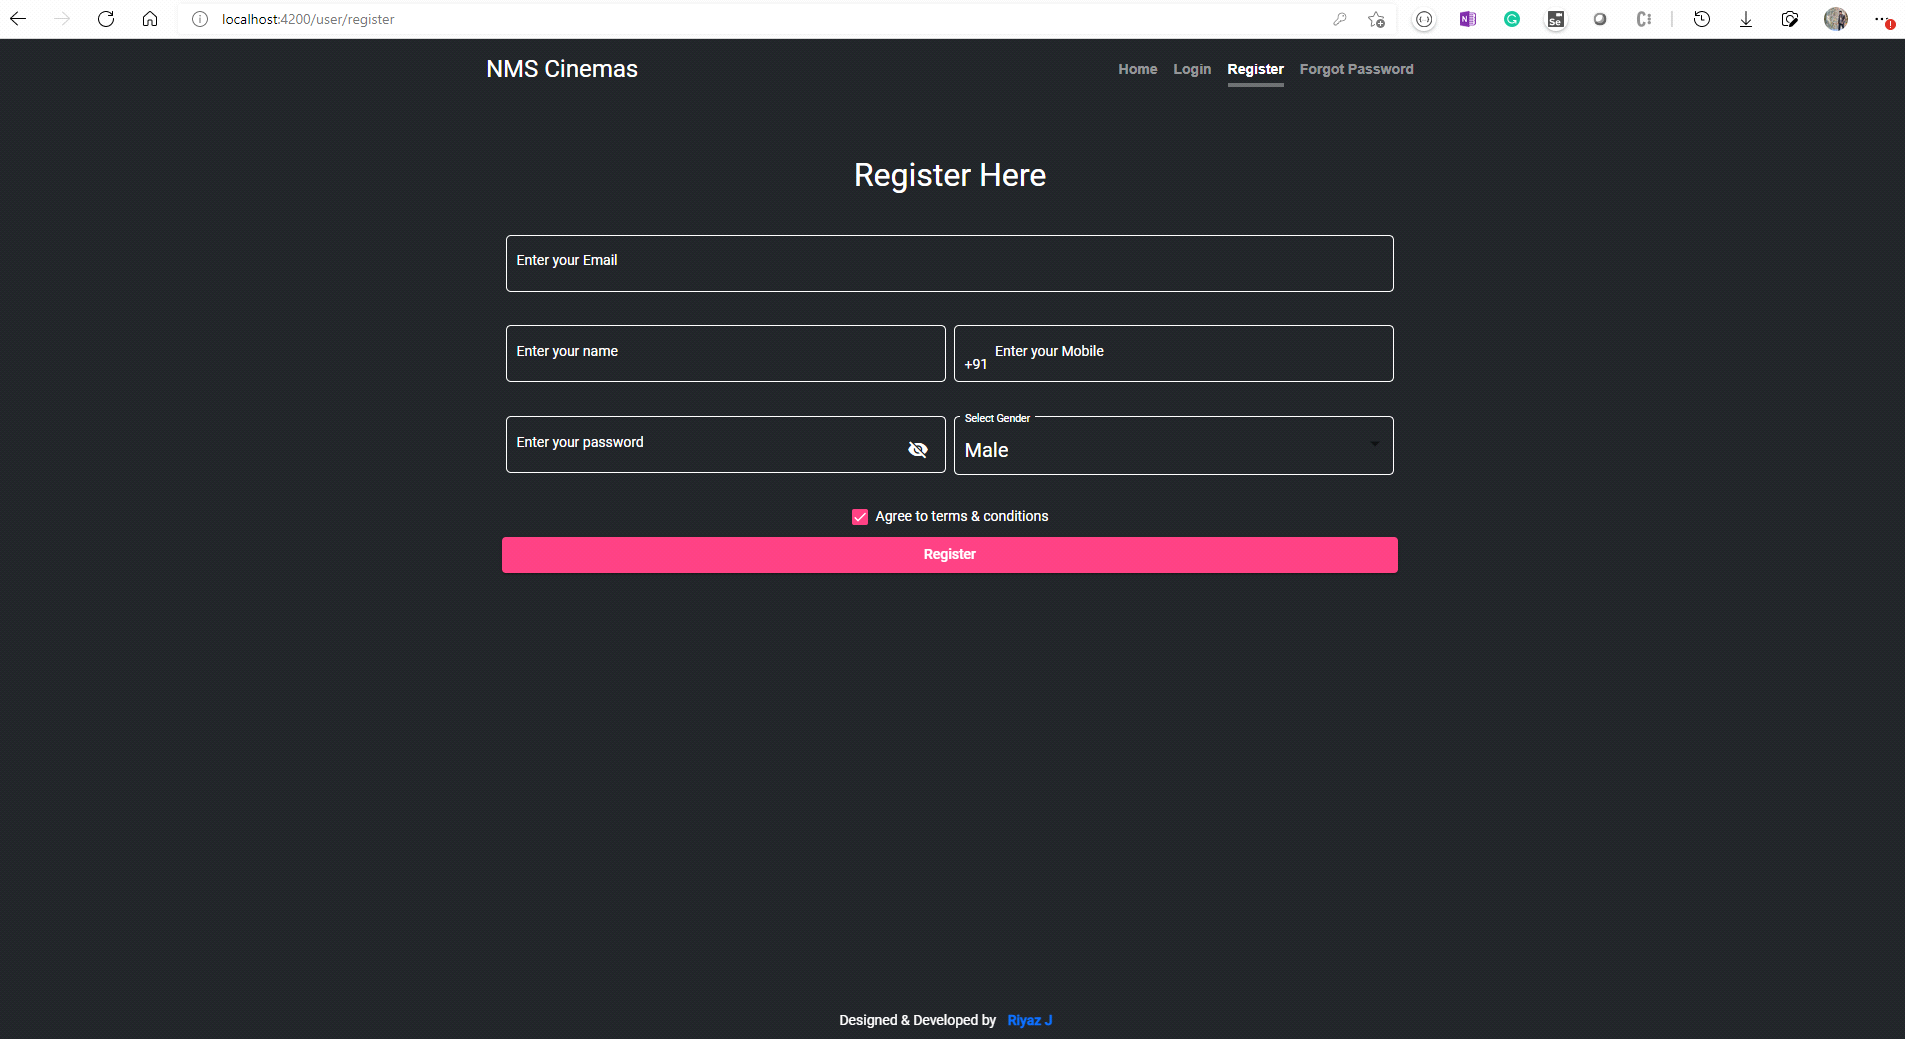 localhost:4200/user/register
NMS Cinemas
Home Login Register Forgot Password
Register Here
Enter your Email
Enter your name
+91 Enter your Mobile
Enter your password
Select Gender
Male
Agree to terms & conditions
Register
Designed & Developed by Riyaz J